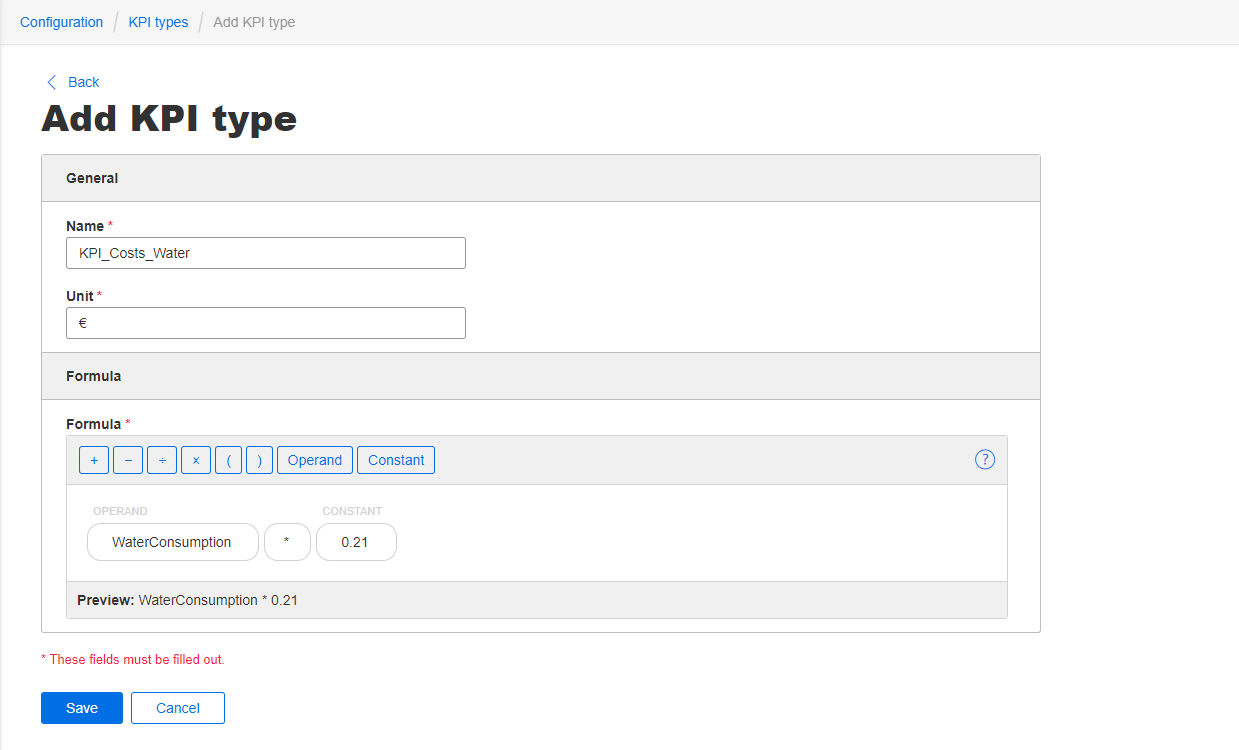 Configuration / KPI types / Add KPI type
Back
Add KPI type
General
Name *
KPI_Costs_Water
Unit *
€
Formula
Formula *
+ − ÷ x ( ) Operand Constant ?
OPERAND CONSTANT
WaterConsumption * 0.21
Preview: WaterConsumption * 0.21
* These fields must be filled out.
Save Cancel